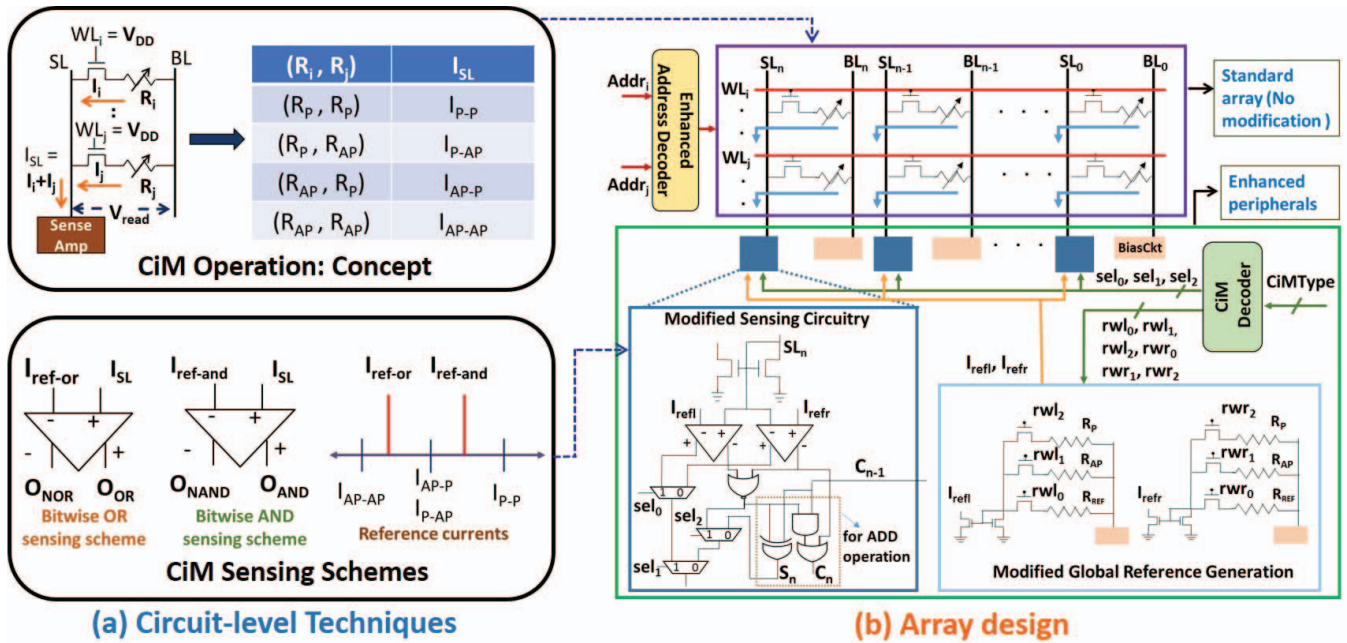 WLi = VDD
SL
BL
Ii
Ri
:
WLj = VDD
ISL =
Ii+Ij
Ij
Rj
Vread
Sense
Amp
(Ri , Rj) ISL
(RP , RP) IP-P
(RP , RAP) IP-AP
(RAP , RP) IAP-P
(RAP , RAP) IAP-AP
CiM Operation: Concept
Iref-or ISL
- +
- +
ONOR OOR
Bitwise OR
sensing scheme
Iref-and ISL
- +
- +
ONAND OAND
Bitwise AND
sensing scheme
Iref-or Iref-and
IAP-AP
IAP-P
IP-AP
IP-P
Reference currents
CiM Sensing Schemes
(a) Circuit-level Techniques
Addri
Addrj
Enhanced
Address Decoder
SLn BLn SLn-1 BLn-1 SL0 BL0
WLi
. . . .
WLj
. . . .
Standard
array (No
modification )
Enhanced
peripherals
. . . .
BiasCkt
sel0, sel1, sel2
CiM
Decoder
CiMType
rwl0, rwl1,
rwl2, rwr0
rwr1, rwr2
Irefl, Irefr
Modified Sensing Circuitry
SLn
Irefl Irefr
- +
- +
+ -
Cn-1
1 0
sel0
sel2
1 0
sel1
1 0
Sn Cn
for ADD
operation
rwl2 RP
rwl1 RAP
rwl0 RREF
Irefl
rwr2 RP
rwr1 RAP
rwr0 RREF
Irefr
Modified Global Reference Generation
(b) Array design